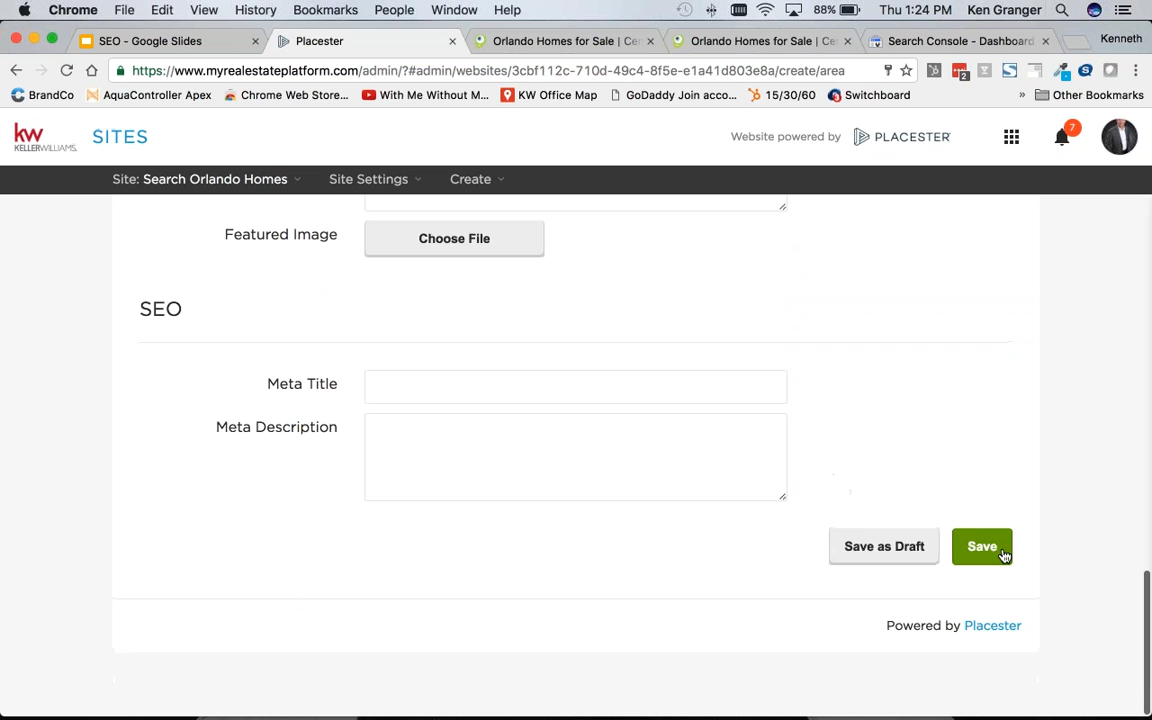 Chrome File Edit View History Bookmarks People Window Help 88% Thu 1:24 PM Ken Granger
SEO - Google Slides Placester Orlando Homes for Sale | Cen Orlando Homes for Sale | Cen Search Console - Dashboard Kenneth
https://www.myrealestateplatform.com/admin/?#admin/websites/3cbf112c-710d-49c4-8f5e-e1a41d803e8a/create/area 2
BrandCo AquaController Apex Chrome Web Store... With Me Without M... KW Office Map GoDaddy Join acco... 15/30/60 Switchboard » Other Bookmarks
kw KELLERWILLIAMS. SITES Website powered by PLACESTER 7
Site: Search Orlando Homes Site Settings Create
Featured Image Choose File
SEO
Meta Title
Meta Description
Save as Draft Save
Powered by Placester